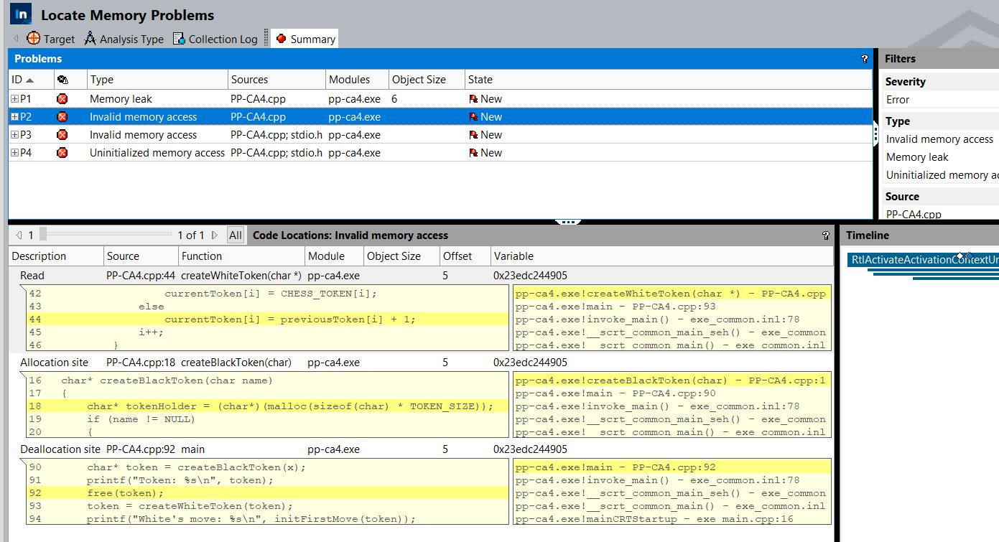 In Locate Memory Problems
Target Analysis Type Collection Log Summary
Problems ?
ID Type Sources Modules Object Size State
P1 Memory leak PP-CA4.cpp pp-ca4.exe 6 New
P2 Invalid memory access PP-CA4.cpp pp-ca4.exe New
P3 Invalid memory access PP-CA4.cpp; stdio.h pp-ca4.exe New
P4 Uninitialized memory access PP-CA4.cpp; stdio.h pp-ca4.exe New
Filters
Severity
Error
Type
Invalid memory access
Memory leak
Uninitialized memory ac
Source
PP-CA4.cpp
1 1 of 1 All Code Locations: Invalid memory access ?
Description Source Function Module Object Size Offset Variable
Read PP-CA4.cpp:44 createWhiteToken(char *) pp-ca4.exe 5 0x23edc244905
42 currentToken[i] = CHESS_TOKEN[i];
43 else
44 currentToken[i] = previousToken[i] + 1;
45 i++;
46 }
pp-ca4.exe!createWhiteToken(char *) - PP-CA4.cpp
pp-ca4.exe!main - PP-CA4.cpp:93
pp-ca4.exe!invoke_main() - exe_common.inl:78
pp-ca4.exe!__scrt_common_main_seh() - exe_common
pp-ca4.exe!__scrt_common_main() - exe_common.inl
Allocation site PP-CA4.cpp:18 createBlackToken(char) pp-ca4.exe 5 0x23edc244905
16 char* createBlackToken(char name)
17 {
18 char* tokenHolder = (char*)(malloc(sizeof(char) * TOKEN_SIZE));
19 if (name != NULL)
20 {
pp-ca4.exe!createBlackToken(char) - PP-CA4.cpp:1
pp-ca4.exe!main - PP-CA4.cpp:90
pp-ca4.exe!invoke_main() - exe_common.inl:78
pp-ca4.exe!__scrt_common_main_seh() - exe_common
pp-ca4.exe!__scrt_common_main() - exe_common.inl
Deallocation site PP-CA4.cpp:92 main pp-ca4.exe 5 0x23edc244905
90 char* token = createBlackToken(x);
91 printf("Token: %s\n", token);
92 free(token);
93 token = createWhiteToken(token);
94 printf("White's move: %s\n", initFirstMove(token));
pp-ca4.exe!main - PP-CA4.cpp:92
pp-ca4.exe!invoke_main() - exe_common.inl:78
pp-ca4.exe!__scrt_common_main_seh() - exe_common
pp-ca4.exe!__scrt_common_main() - exe_common.inl
pp-ca4.exe!mainCRTStartup - exe_main.cpp:16
Timeline
RtlActivateActivationContextUn